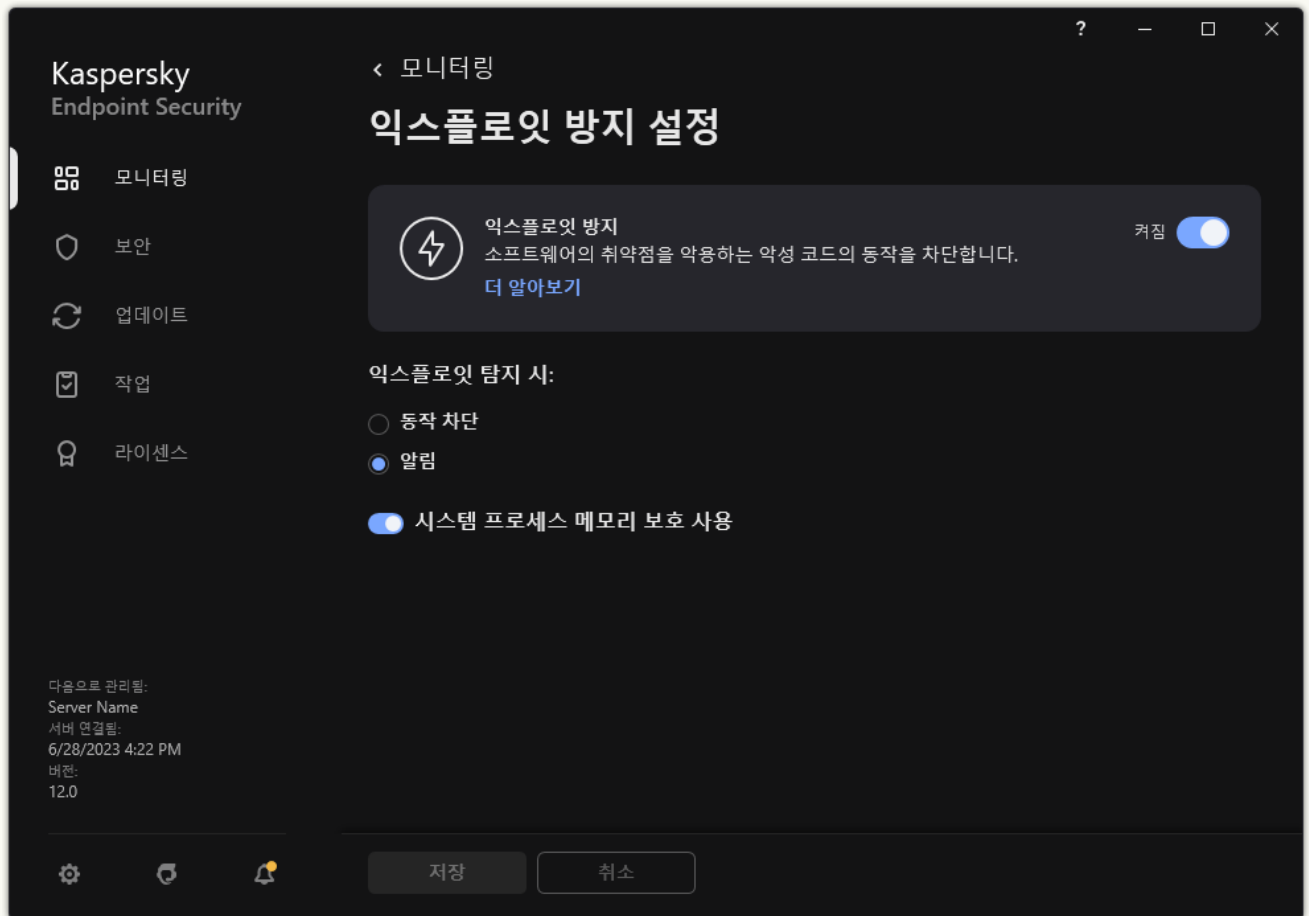 ?
Kaspersky
Endpoint Security
모니터링
보안
업데이트
작업
라이센스
다음으로 관리됨:
Server Name
서버 연결됨:
6/28/2023 4:22 PM
버전:
12.0
< 모니터링
익스플로잇 방지 설정
익스플로잇 방지
소프트웨어의 취약점을 악용하는 악성 코드의 동작을 차단합니다.
더 알아보기
켜짐
익스플로잇 탐지 시:
동작 차단
알림
시스템 프로세스 메모리 보호 사용
저장
취소